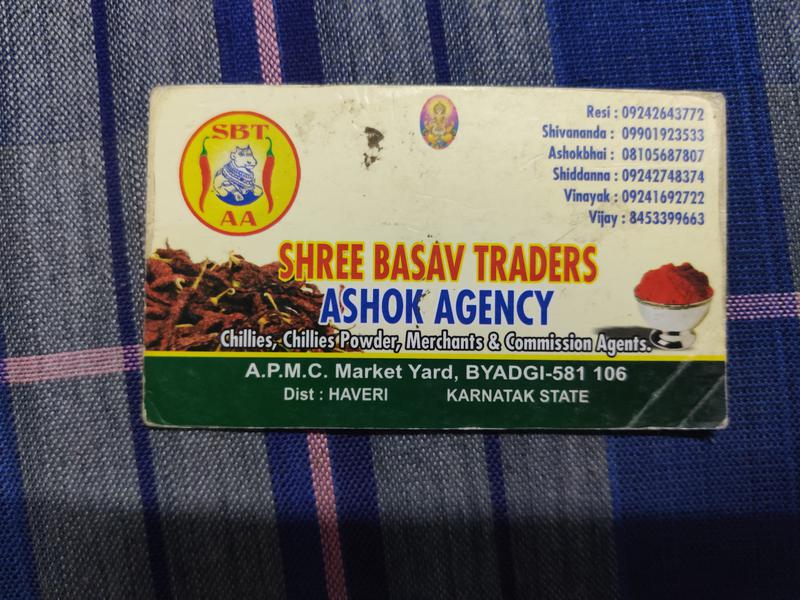 SBT
AA
Resi : 09242643772
Shivananda : 09901923533
Ashokbhai : 08105687807
Shiddanna : 09242748374
Vinayak : 09241692722
Vijay : 8453399663
SHREE BASAV TRADERS
ASHOK AGENCY
Chillies, Chillies Powder, Merchants & Commission Agents.
A.P.M.C. Market Yard, BYADGI-581 106
Dist : HAVERI KARNATAK STATE